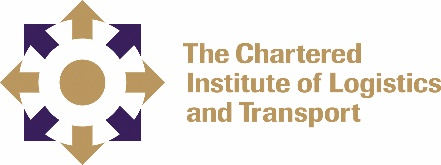 The Chartered
Institute of Logistics
and Transport